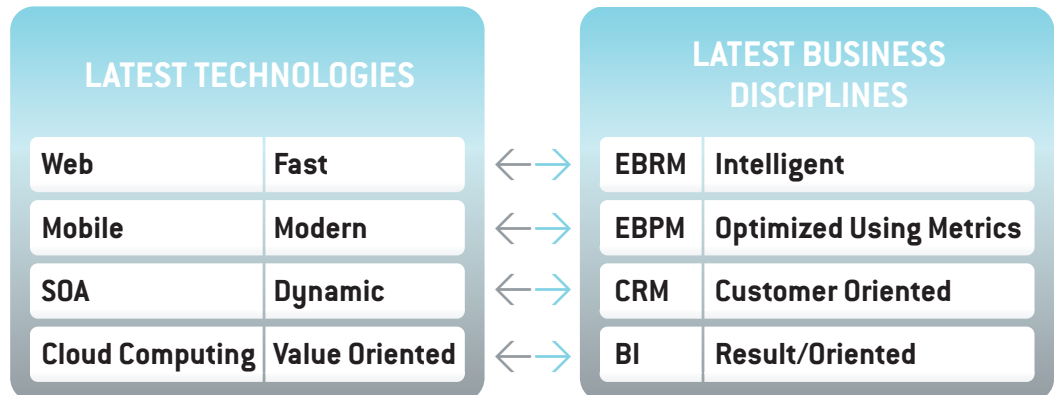 LATEST TECHNOLOGIES
Web Fast
Mobile Modern
SOA Dynamic
Cloud Computing Value Oriented
LATEST BUSINESS
DISCIPLINES
EBRM Intelligent
EBPM Optimized Using Metrics
CRM Customer Oriented
BI Result/Oriented